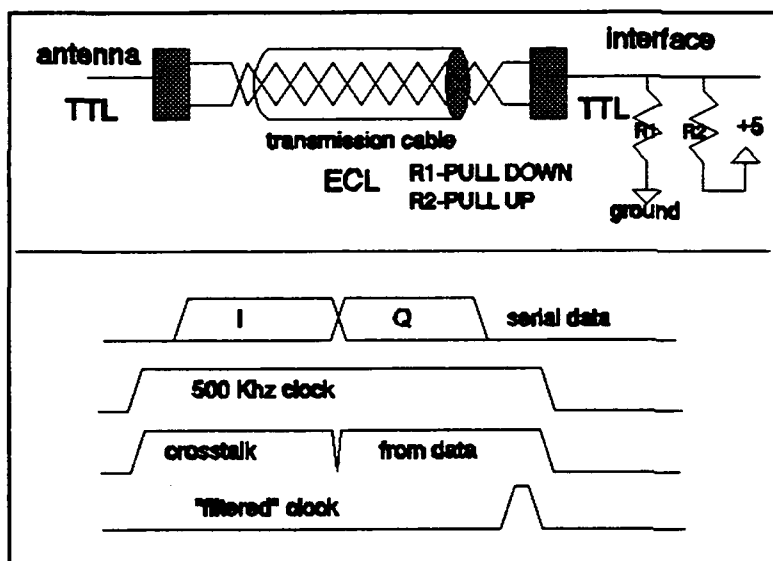 antenna
interface
TTL
TTL
R1
R2
+5
transmission cable
ECL
R1-PULL DOWN
R2-PULL UP
ground
I
Q
serial data
500 Khz clock
crosstalk
from data
"filtered" clock